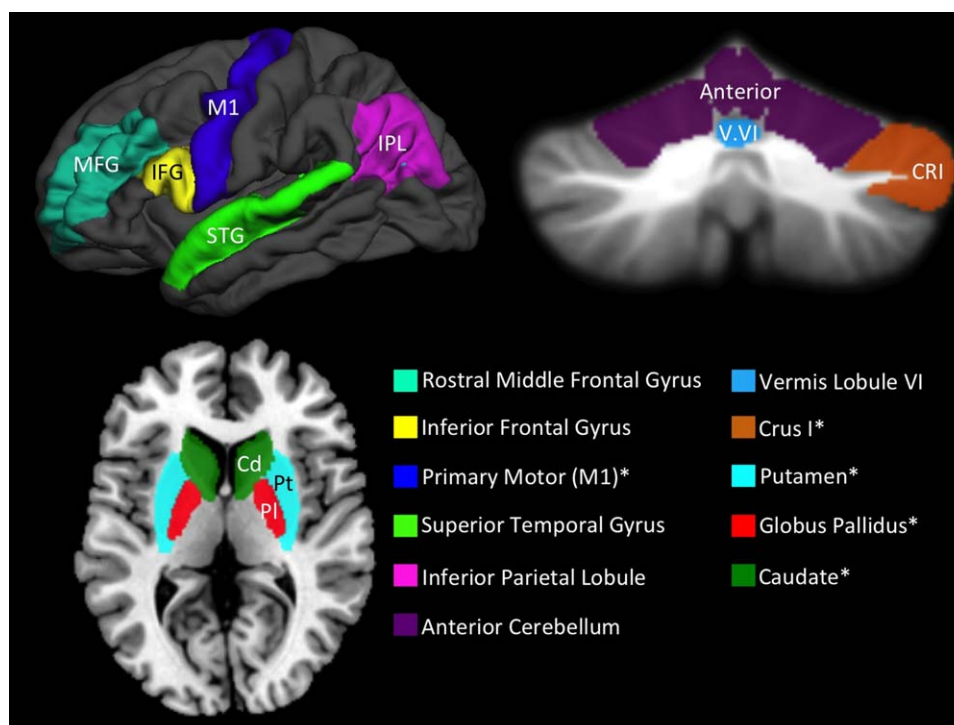 M1
MFG
IFG
IPL
STG
Anterior
V.VI
CRI
Cd
Pt
Pl
Rostral Middle Frontal Gyrus
Inferior Frontal Gyrus
Primary Motor (M1)*
Superior Temporal Gyrus
Inferior Parietal Lobule
Anterior Cerebellum
Vermis Lobule VI
Crus I*
Putamen*
Globus Pallidus*
Caudate*